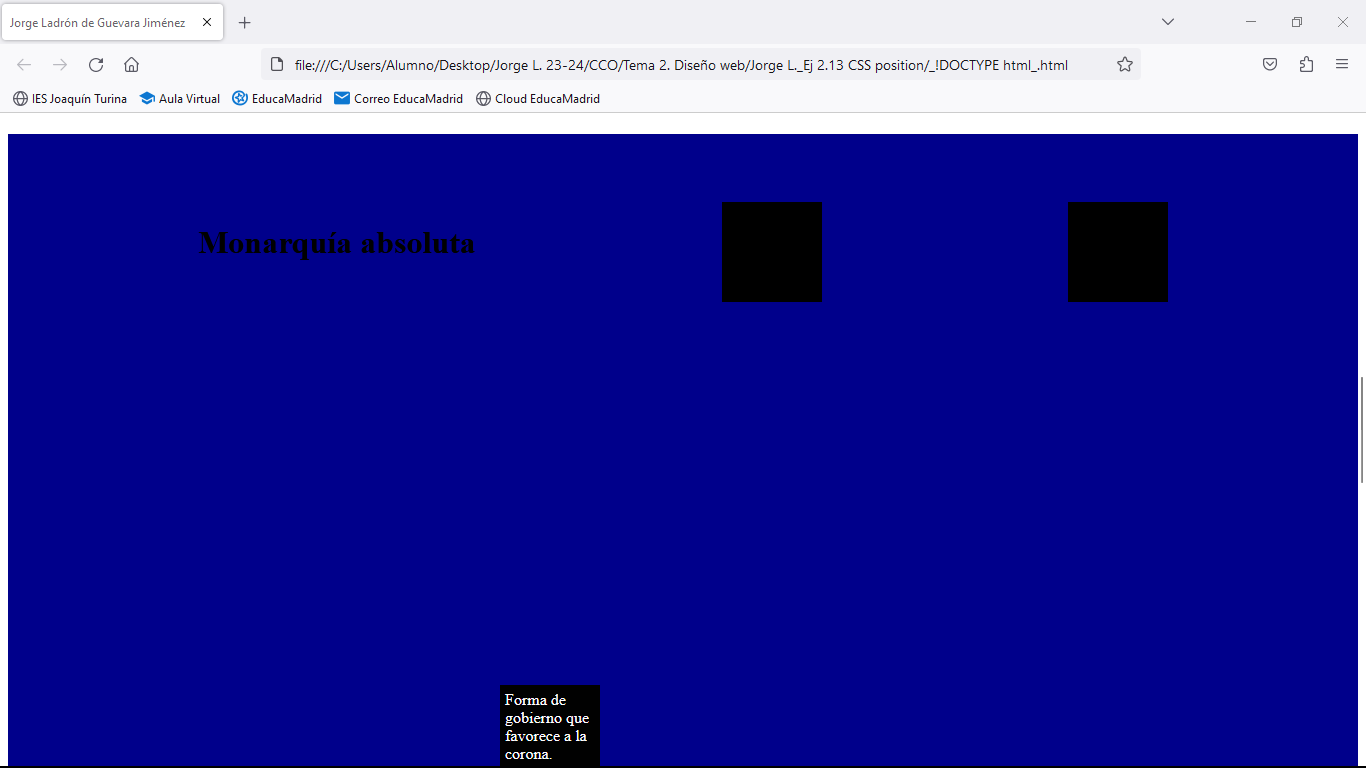 Jorge Ladrón de Guevara Jiménez
file:///C:/Users/Alumno/Desktop/Jorge L. 23-24/CCO/Tema 2. Diseño web/Jorge L._Ej 2.13 CSS position/_!DOCTYPE html_.html
IES Joaquín Turina Aula Virtual EducaMadrid Correo EducaMadrid Cloud EducaMadrid
Monarquía absoluta
Forma de
gobierno que
favorece a la
corona.